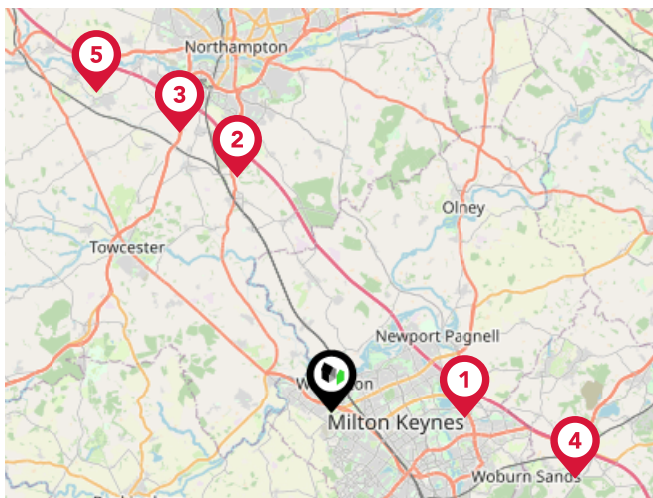 Northampton
5
3
2
Olney
Towcester
Newport Pagnell
1
Milton Keynes
4
Woburn Sands